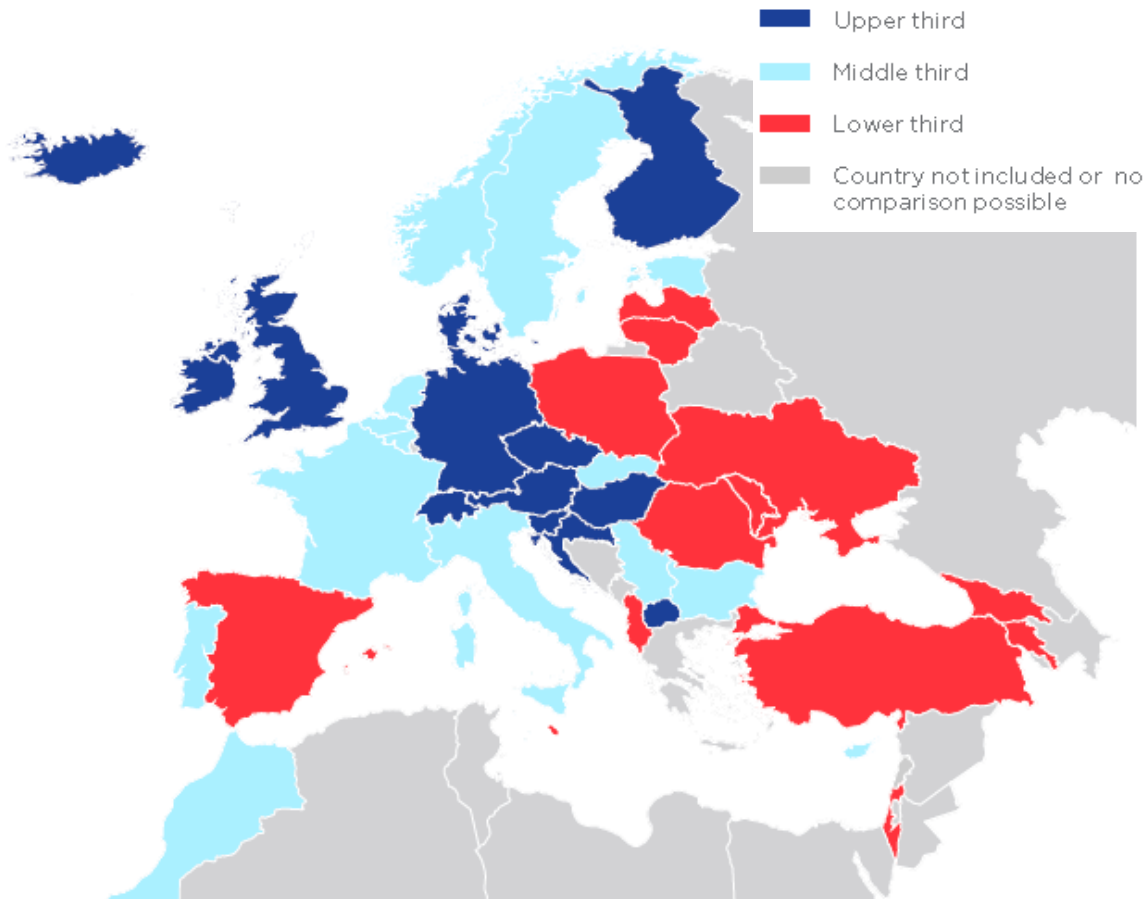 Upper third
Middle third
Lower third
Country not included or no
comparison possible